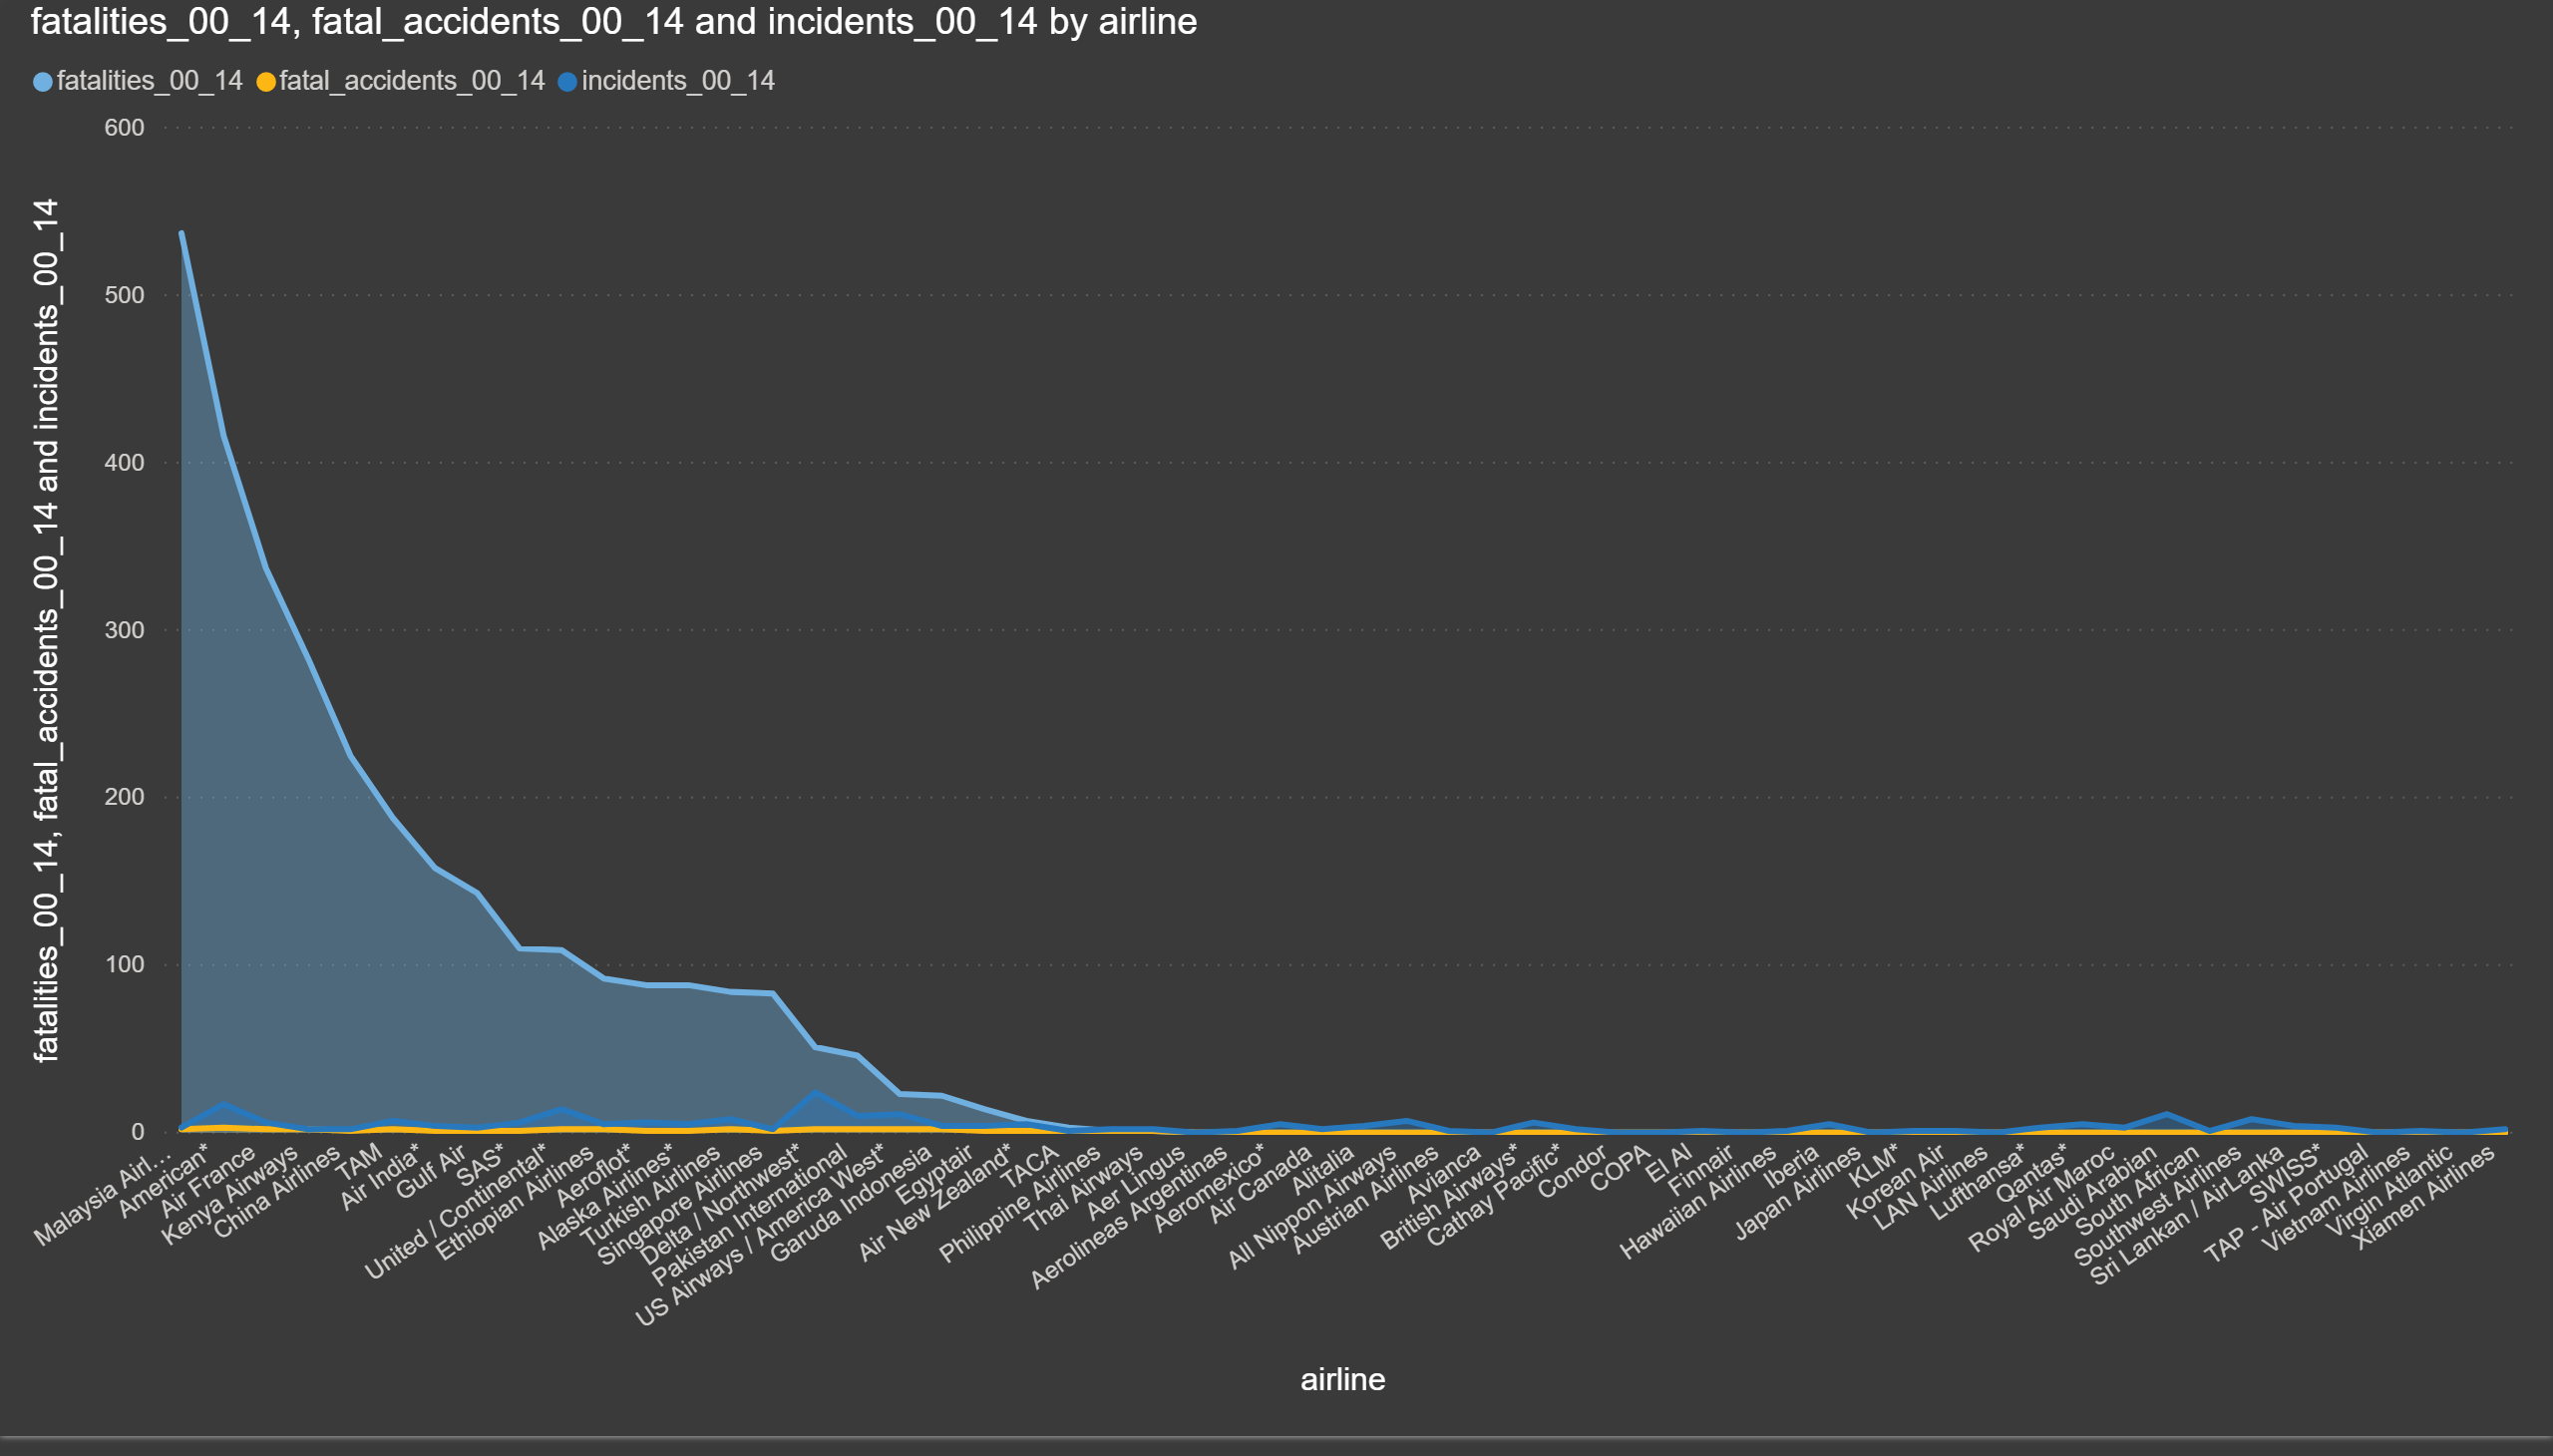 fatalities_00_14, fatal_accidents_00_14 and incidents_00_14 by airline
fatalities_00_14 fatal_accidents_00_14 incidents_00_14
fatalities_00_14, fatal_accidents_00_14 and incidents_00_14
600
500
400
300
200
100
0
Malaysia Airl...
American*
Air France
Kenya Airways
China Airlines
TAM
Air India*
Gulf Air
SAS*
United / Continental*
Ethiopian Airlines
Aeroflot*
Alaska Airlines*
Turkish Airlines
Singapore Airlines
Delta / Northwest*
Pakistan International
US Airways / America West*
Garuda Indonesia
Egyptair
Air New Zealand*
TACA
Philippine Airlines
Thai Airways
Aer Lingus
Aerolineas Argentinas
Aeromexico*
Air Canada
Alitalia
All Nippon Airways
Austrian Airlines
Avianca
British Airways*
Cathay Pacific*
Condor
COPA
El Al
Finnair
Hawaiian Airlines
Iberia
Japan Airlines
KLM*
Korean Air
LAN Airlines
Lufthansa*
Qantas*
Royal Air Maroc
Saudi Arabian
South African
Southwest Airlines
Sri Lankan / AirLanka
SWISS*
TAP - Air Portugal
Vietnam Airlines
Virgin Atlantic
Xiamen Airlines
airline